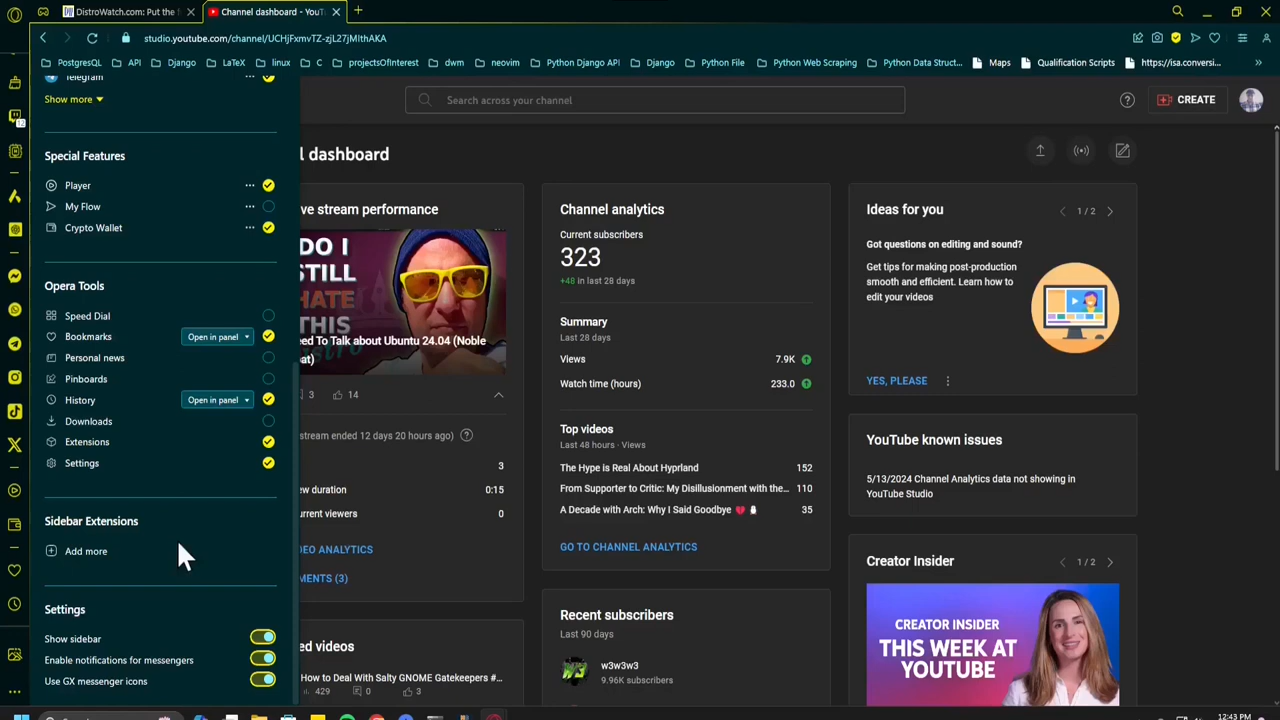 DistroWatch.com: Put the
Channel dashboard - YouT
studio.youtube.com/channel/UCHjFxmvTZ-zjL27jMIthAKA
PostgreSQL
API
Django
LaTeX
linux
C
projectsOfInterest
dwm
neovim
Python Django API
Django
Python File
Python Web Scraping
Python Data Struct...
Maps
Qualification Scripts
https://isa.conversi...
Telegram
Show more
Special Features
Player
My Flow
Crypto Wallet
Opera Tools
Speed Dial
Bookmarks
Open in panel
Personal news
Pinboards
History
Open in panel
Downloads
Extensions
Settings
Sidebar Extensions
Add more
Settings
Show sidebar
Enable notifications for messengers
Use GX messenger icons
12
Search across your channel
CREATE
l dashboard
ve stream performance
DO I
STILL
HATE
THIS
eed To Talk about Ubuntu 24.04 (Noble
at)
3
14
stream ended 12 days 20 hours ago)
3
ew duration
0:15
urrent viewers
0
DEO ANALYTICS
MENTS (3)
ed videos
How to Deal With Salty GNOME Gatekeepers #...
429
0
3
Channel analytics
Current subscribers
323
+48 in last 28 days
Summary
Last 28 days
Views
7.9K
Watch time (hours)
233.0
Top videos
Last 48 hours · Views
The Hype is Real About Hyprland
152
From Supporter to Critic: My Disillusionment with the...
110
A Decade with Arch: Why I Said Goodbye 💔
35
GO TO CHANNEL ANALYTICS
Recent subscribers
Last 90 days
w3w3w3
9.96K subscribers
Ideas for you
1 / 2
Got questions on editing and sound?
Get tips for making post-production
smooth and efficient. Learn how to
edit your videos
YES, PLEASE
YouTube known issues
5/13/2024 Channel Analytics data not showing in
YouTube Studio
Creator Insider
1 / 2
CREATOR INSIDER
THIS WEEK AT
YOUTUBE
12:43 PM